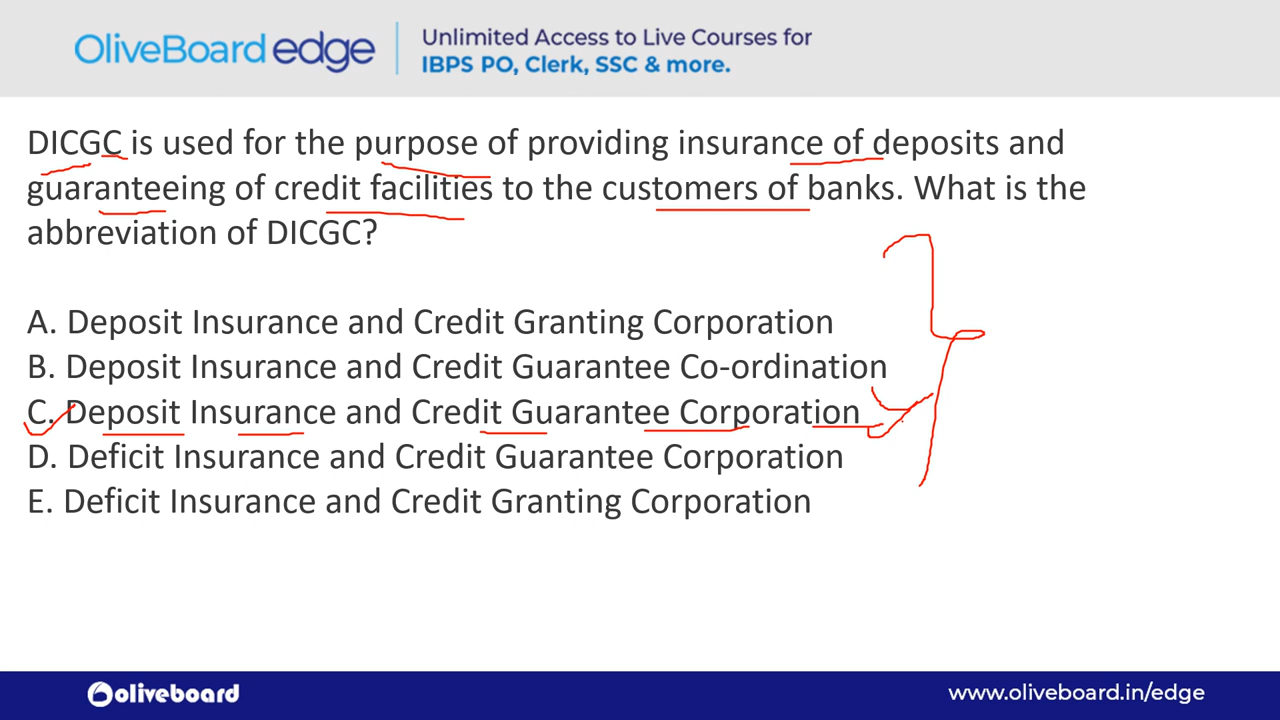 OliveBoard edge
Unlimited Access to Live Courses for
IBPS PO, Clerk, SSC & more.
DICGC is used for the purpose of providing insurance of deposits and
guaranteeing of credit facilities to the customers of banks. What is the
abbreviation of DICGC?
A. Deposit Insurance and Credit Granting Corporation
B. Deposit Insurance and Credit Guarantee Co-ordination
C. Deposit Insurance and Credit Guarantee Corporation
D. Deficit Insurance and Credit Guarantee Corporation
E. Deficit Insurance and Credit Granting Corporation
oliveboard
www.oliveboard.in/edge